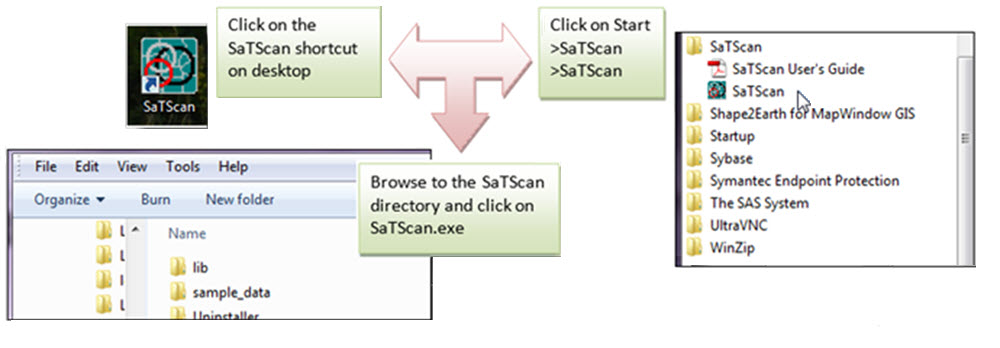 SaTScan
Click on the
SaTScan shortcut
on desktop
Click on Start
>SaTScan
>SaTScan
SaTScan
SaTScan User's Guide
SaTScan
Shape2Earth for MapWindow GIS
Startup
Sybase
Symantec Endpoint Protection
The SAS System
UltraVNC
WinZip
File Edit View Tools Help
Organize Burn New folder
Name
lib
sample_data
Uninstaller
Browse to the SaTScan
directory and click on
SaTScan.exe